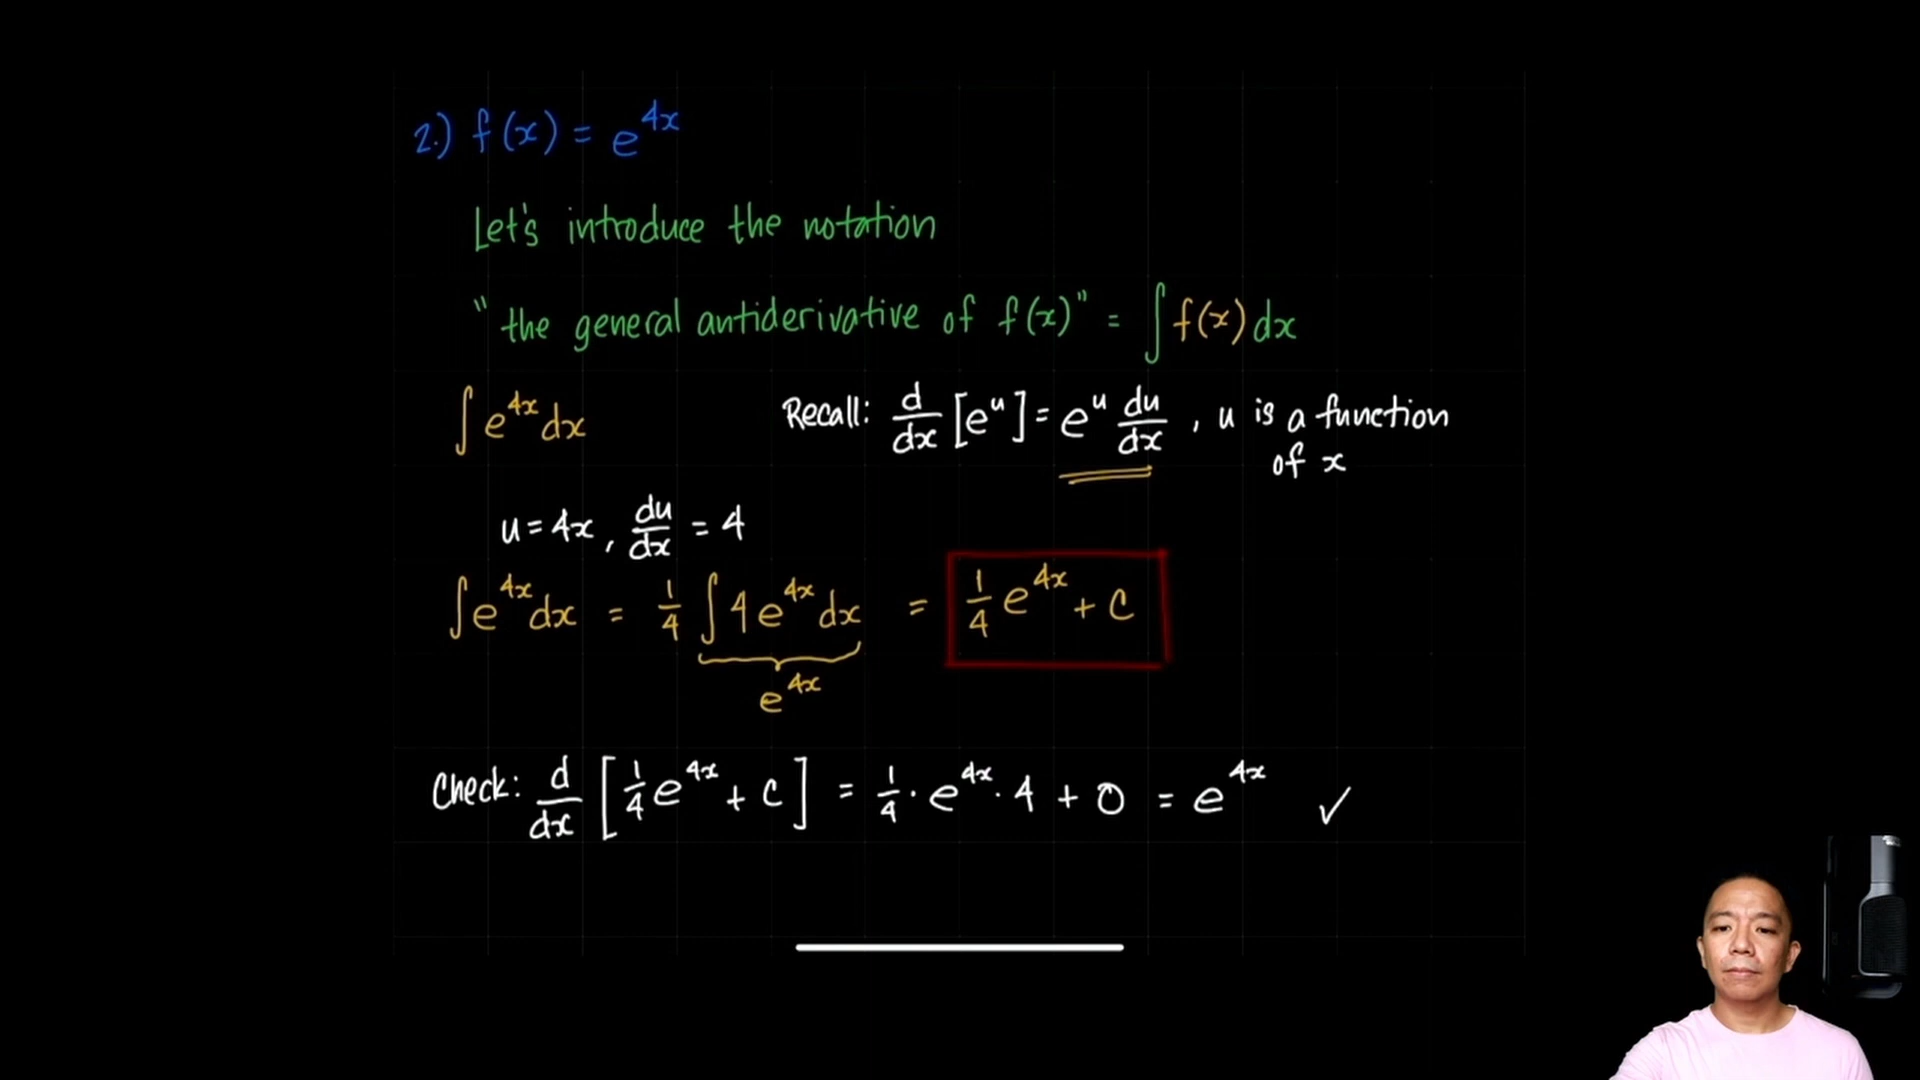 2.) f(x) = e^{4x}
Let's introduce the notation
"the general antiderivative of f(x)" = ∫ f(x) dx
∫ e^{4x} dx
Recall: d/dx [e^u] = e^u du/dx , u is a function
of x
u = 4x , du/dx = 4
∫ e^{4x} dx = 1/4 ∫ 4 e^{4x} dx = 1/4 e^{4x} + C
e^{4x}
Check: d/dx [1/4 e^{4x} + C] = 1/4 · e^{4x} · 4 + 0 = e^{4x} ✓